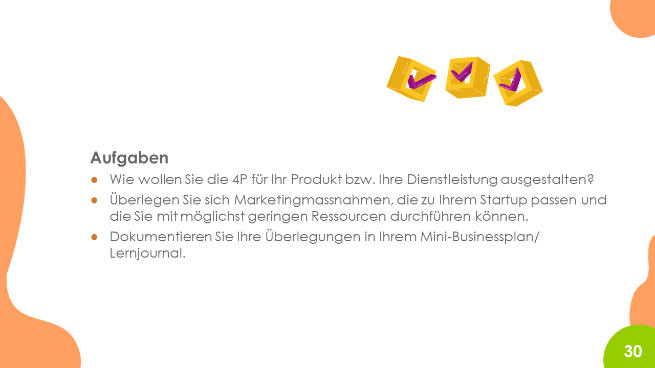 Aufgaben
● Wie wollen Sie die 4P für Ihr Produkt bzw. Ihre Dienstleistung ausgestalten?
● Überlegen Sie sich Marketingmassnahmen, die zu Ihrem Startup passen und
die Sie mit möglichst geringen Ressourcen durchführen können.
● Dokumentieren Sie Ihre Überlegungen in Ihrem Mini-Businessplan/
Lernjournal.
30